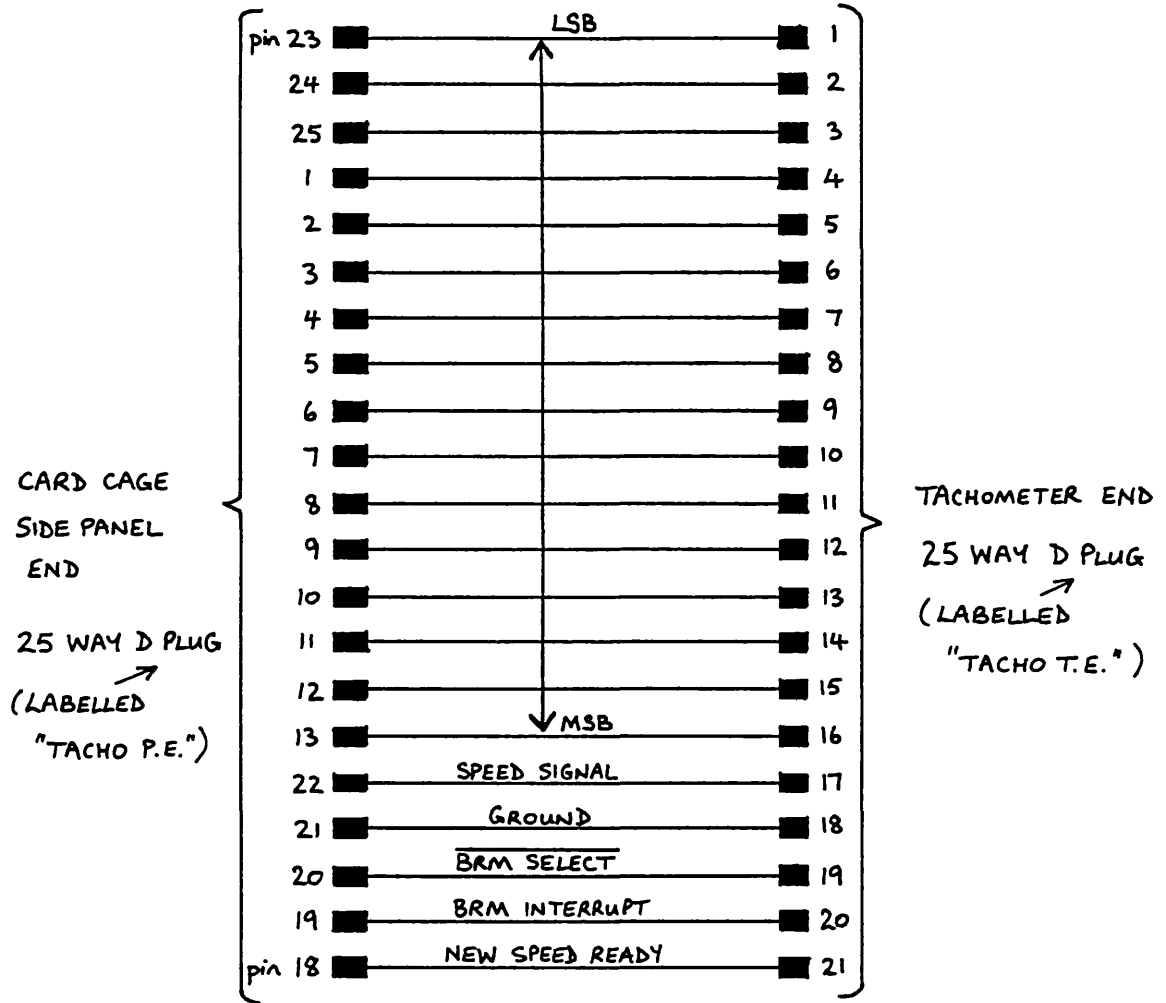 pin 23 LSB 1
24 2
25 3
1 4
2 5
3 6
4 7
5 8
6 9
7 10
8 11
9 12
10 13
11 14
12 15
13 MSB 16
22 SPEED SIGNAL 17
21 GROUND 18
20 BRM SELECT 19
19 BRM INTERRUPT 20
pin 18 NEW SPEED READY 21
CARD CAGE
SIDE PANEL
END
25 WAY D PLUG
(LABELLED
"TACHO P.E.")
TACHOMETER END
25 WAY D PLUG
(LABELLED
"TACHO T.E.")